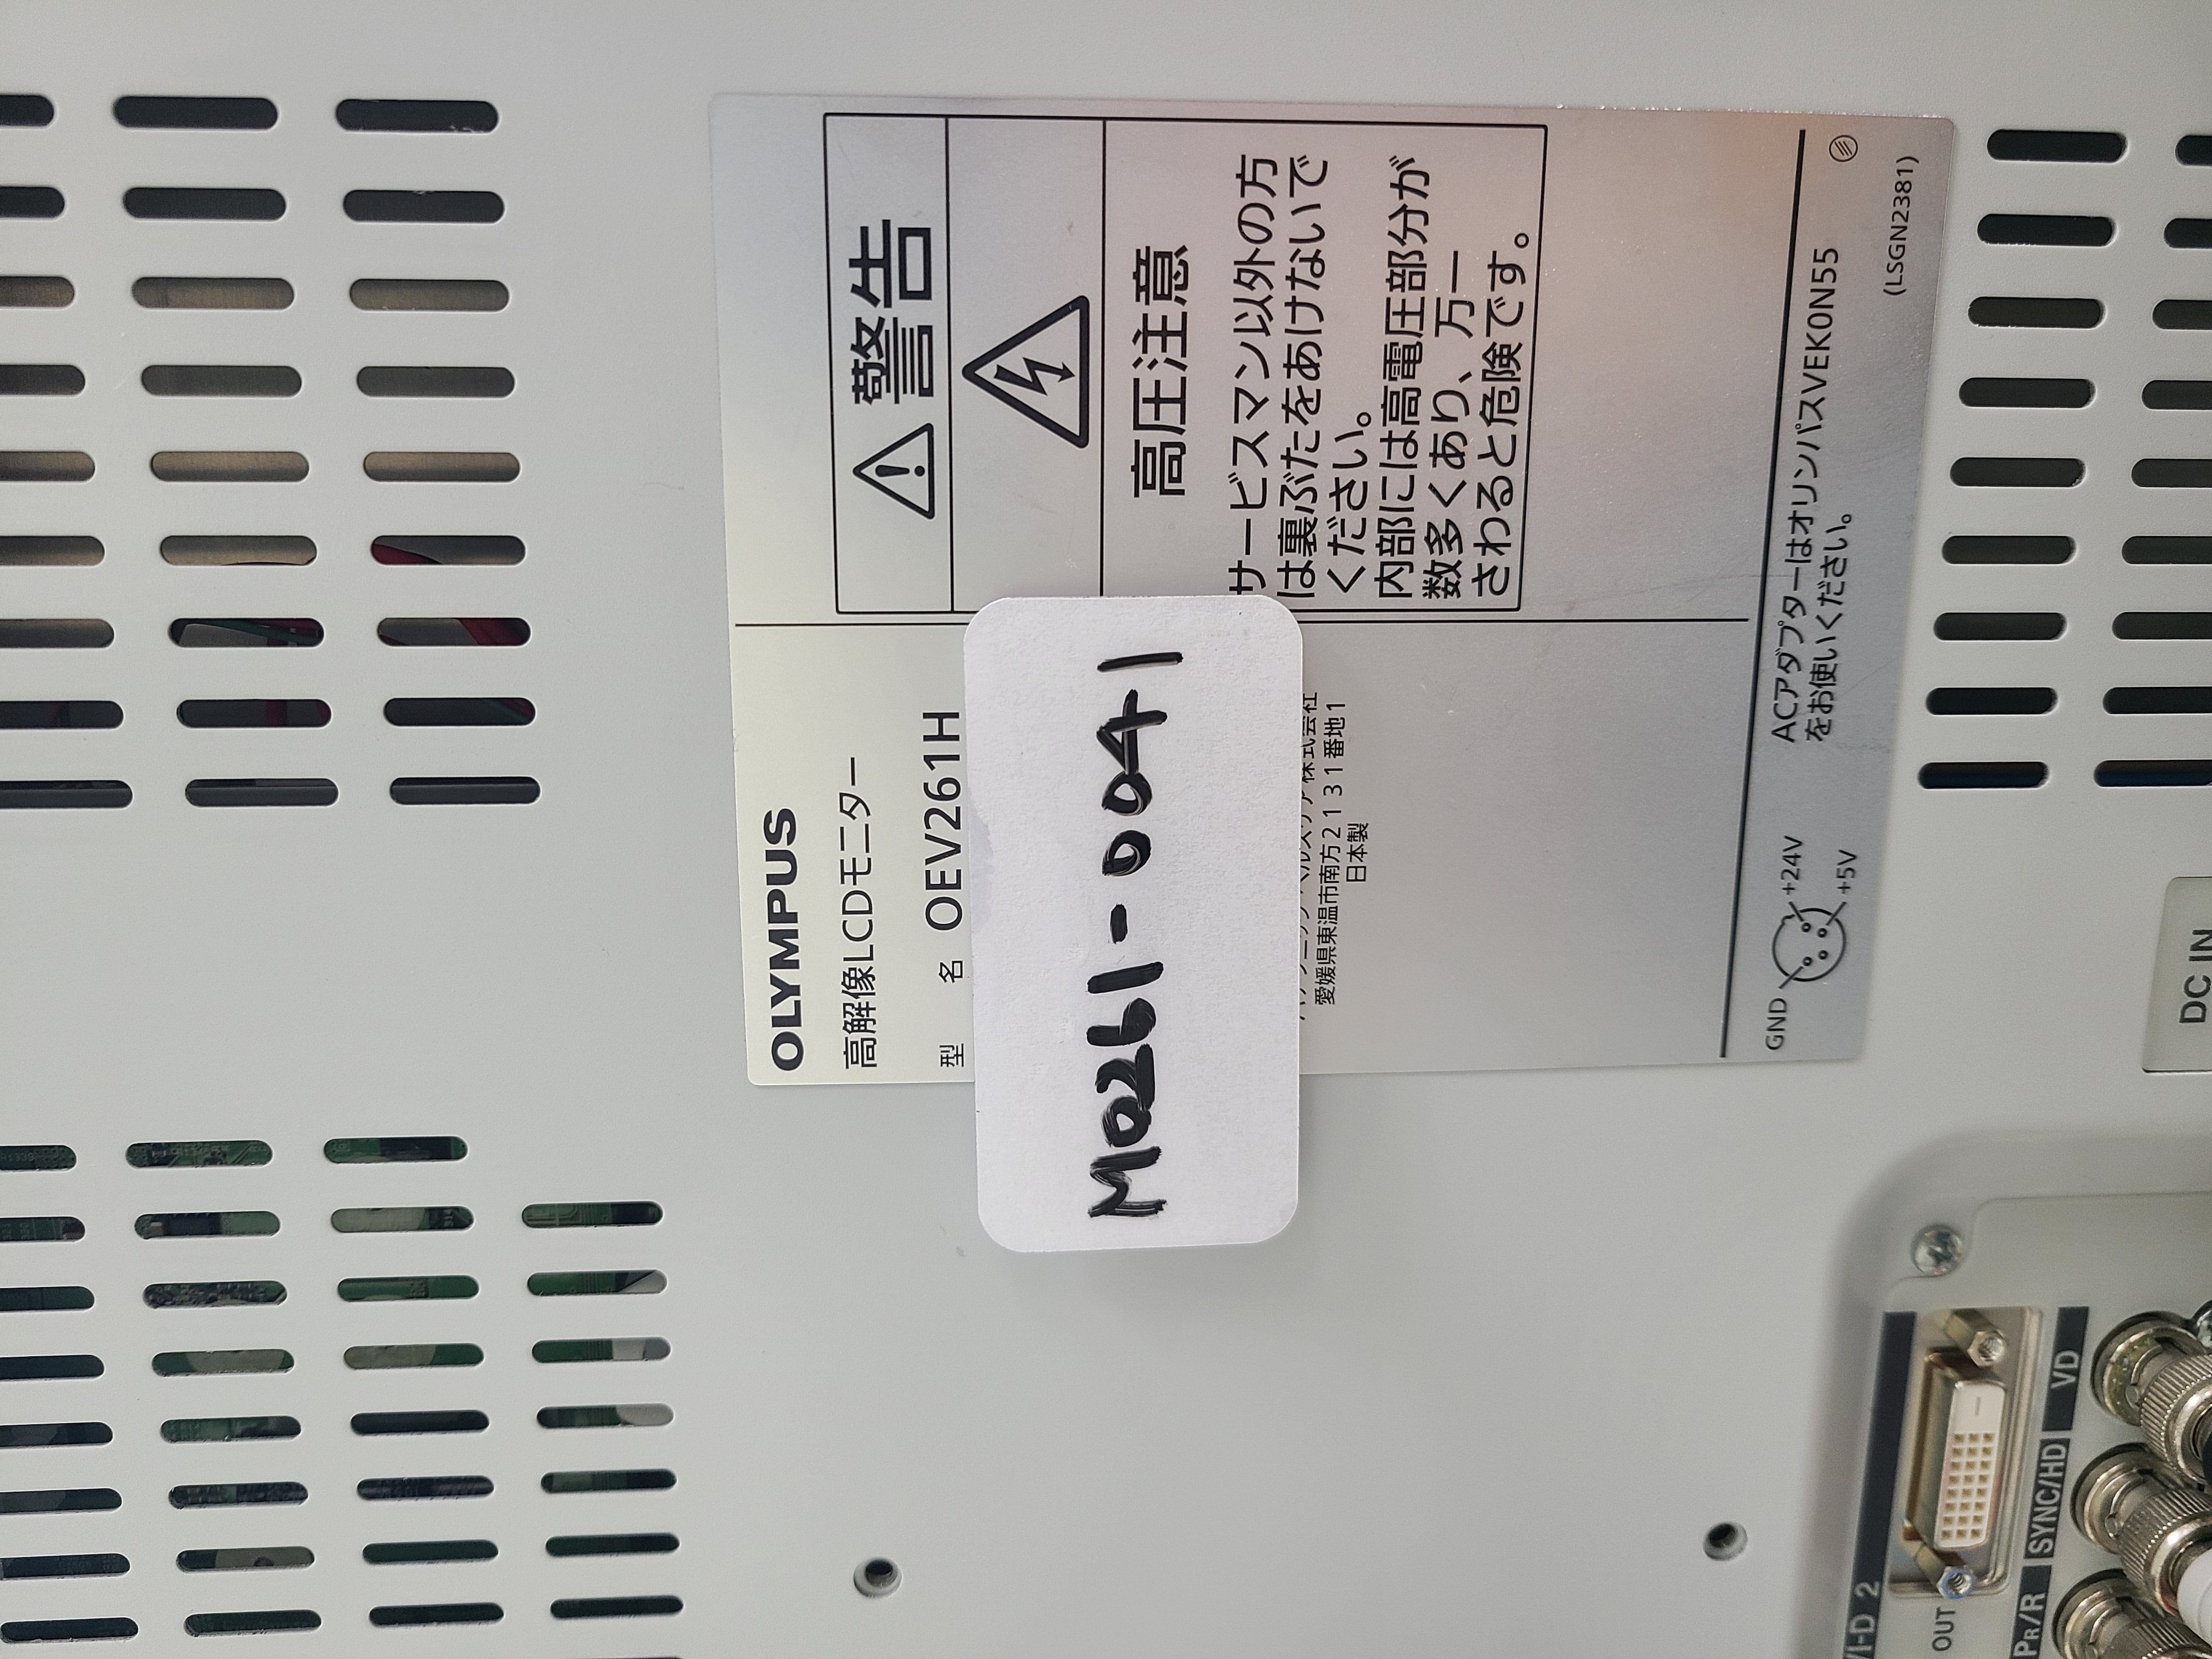 OLYMPUS
高解像LCDモニター
型 名 OEV261H
MO261-0041
愛媛県東温市南方2131番地1
日本製
警告
高圧注意
サービスマン以外の方
は裏ぶたをあけないで
ください。
内部には高電圧部分が
数多くあり、万一
さわると危険です。
GND +24V
+5V
ACアダプターはオリンパスVEK0N55
をお使いください。
(LSGN23381)
DC IN
OUT
PR/R SYNC/HD VD